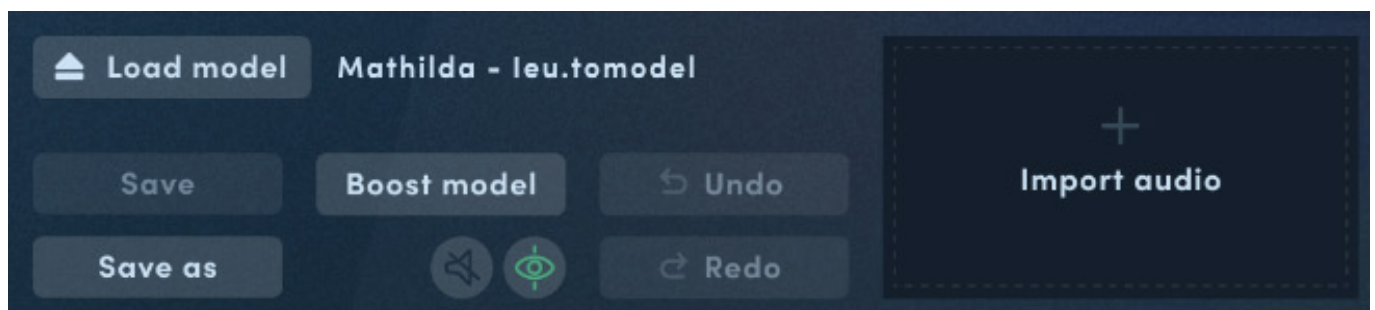 Load model
Mathilda - leu.tomodel
Save
Boost model
Undo
Import audio
Save as
Redo